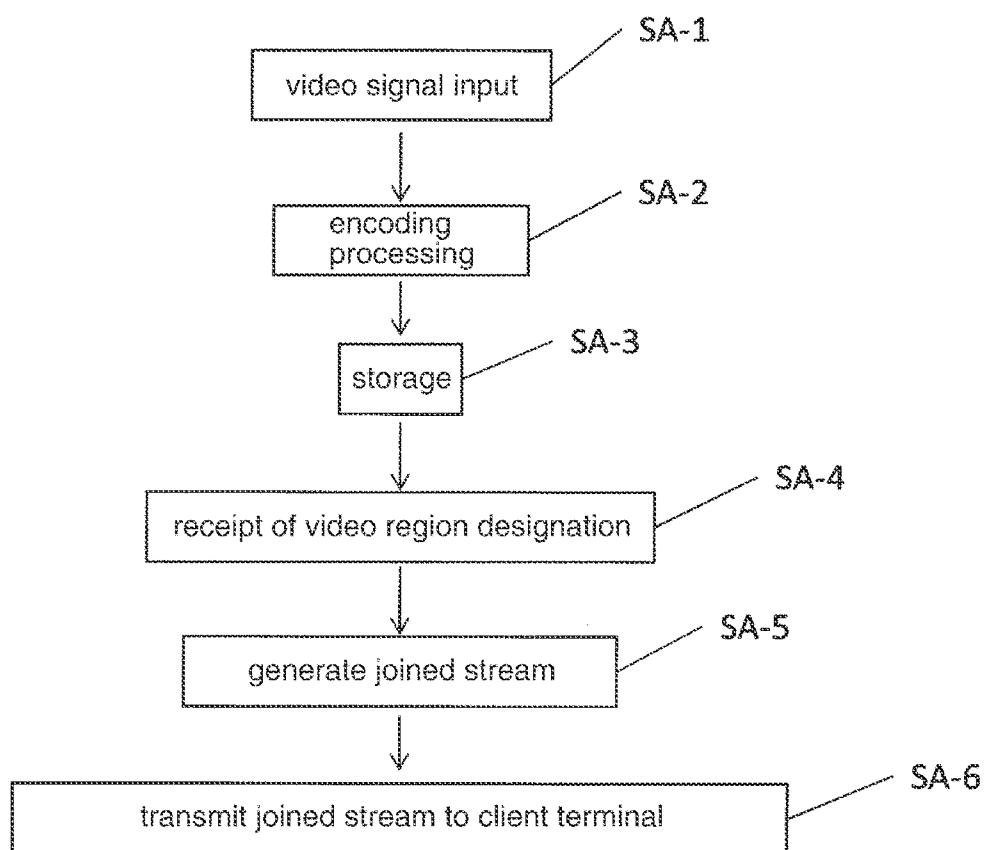 SA-1
video signal input
SA-2
encoding
processing
SA-3
storage
SA-4
receipt of video region designation
SA-5
generate joined stream
SA-6
transmit joined stream to client terminal